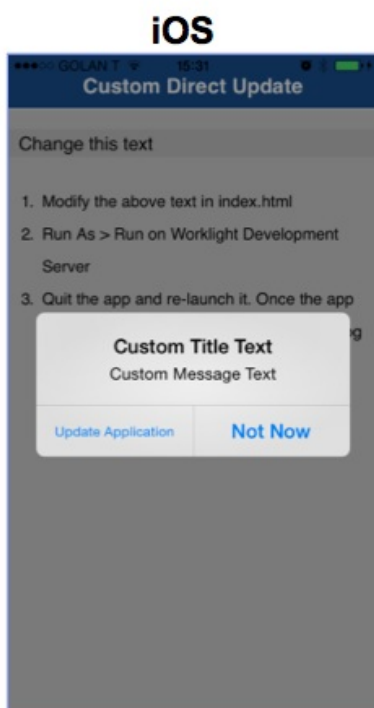 iOS
GOLAN T 15:31
Custom Direct Update
Change this text
1. Modify the above text in index.html
2. Run As > Run on Worklight Development
Server
3. Quit the app and re-launch it. Once the app
Custom Title Text
Custom Message Text
Update Application Not Now